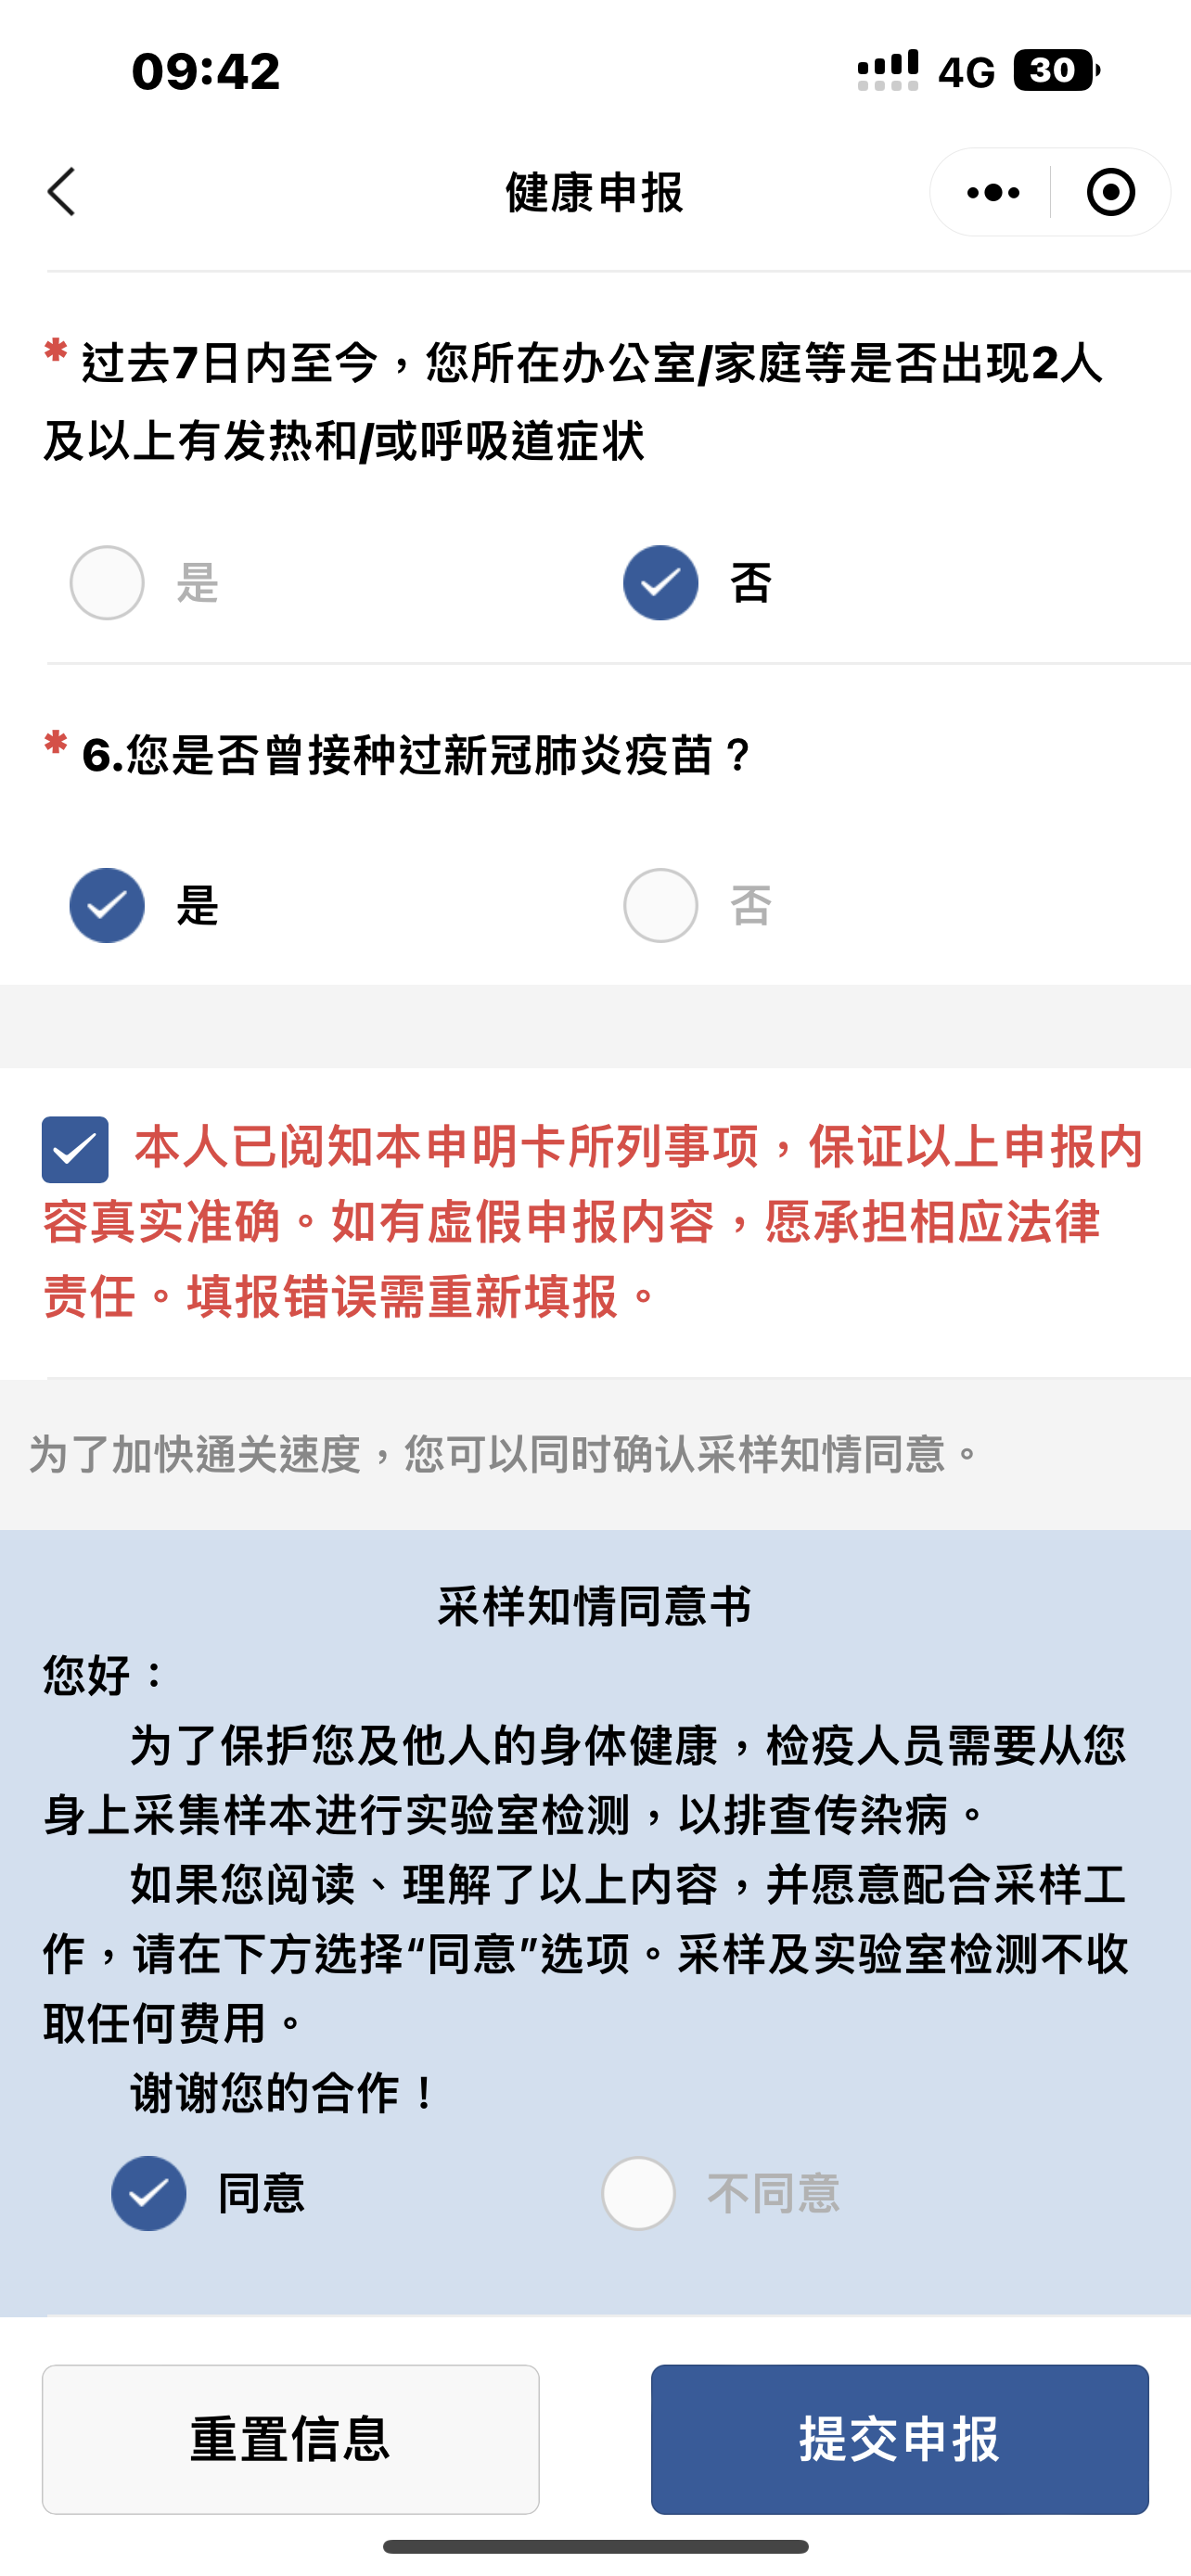 09:42
4G 30
健康申报
* 过去7日内至今，您所在办公室/家庭等是否出现2人
及以上有发热和/或呼吸道症状
是 否
* 6.您是否曾接种过新冠肺炎疫苗？
是 否
本人已阅知本申明卡所列事项，保证以上申报内
容真实准确。如有虚假申报内容，愿承担相应法律
责任。填报错误需重新填报。
为了加快通关速度，您可以同时确认采样知情同意。
采样知情同意书
您好：
为了保护您及他人的身体健康，检疫人员需要从您
身上采集样本进行实验室检测，以排查传染病。
如果您阅读、理解了以上内容，并愿意配合采样工
作，请在下方选择“同意”选项。采样及实验室检测不收
取任何费用。
谢谢您的合作！
同意 不同意
重置信息 提交申报